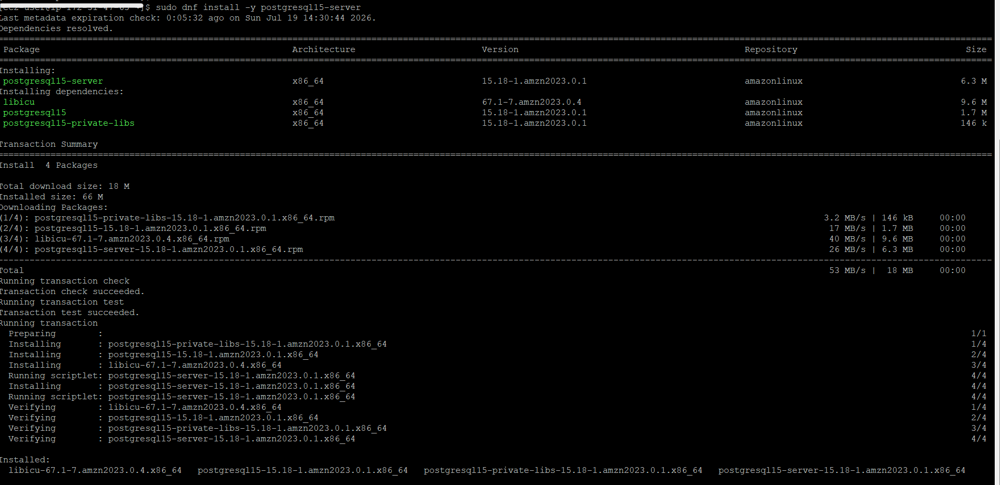 ]$ sudo dnf install -y postgresql15-server
Last metadata expiration check: 0:05:32 ago on Sun Jul 19 14:30:44 2026.
Dependencies resolved.
Package Architecture Version Repository Size
Installing:
postgresql15-server x86_64 15.18-1.amzn2023.0.1 amazonlinux 6.3 M
Installing dependencies:
libicu x86_64 67.1-7.amzn2023.0.4 amazonlinux 9.6 M
postgresql15 x86_64 15.18-1.amzn2023.0.1 amazonlinux 1.7 M
postgresql15-private-libs x86_64 15.18-1.amzn2023.0.1 amazonlinux 146 k
Transaction Summary
Install 4 Packages
Total download size: 18 M
Installed size: 66 M
Downloading Packages:
(1/4): postgresql15-private-libs-15.18-1.amzn2023.0.1.x86_64.rpm 3.2 MB/s | 146 kB 00:00
(2/4): postgresql15-15.18-1.amzn2023.0.1.x86_64.rpm 17 MB/s | 1.7 MB 00:00
(3/4): libicu-67.1-7.amzn2023.0.4.x86_64.rpm 40 MB/s | 9.6 MB 00:00
(4/4): postgresql15-server-15.18-1.amzn2023.0.1.x86_64.rpm 26 MB/s | 6.3 MB 00:00
Total 53 MB/s | 18 MB 00:00
Running transaction check
Transaction check succeeded.
Running transaction test
Transaction test succeeded.
Running transaction
Preparing : 1/1
Installing : postgresql15-private-libs-15.18-1.amzn2023.0.1.x86_64 1/4
Installing : postgresql15-15.18-1.amzn2023.0.1.x86_64 2/4
Installing : libicu-67.1-7.amzn2023.0.4.x86_64 3/4
Running scriptlet: postgresql15-server-15.18-1.amzn2023.0.1.x86_64 4/4
Installing : postgresql15-server-15.18-1.amzn2023.0.1.x86_64 4/4
Running scriptlet: postgresql15-server-15.18-1.amzn2023.0.1.x86_64 4/4
Verifying : libicu-67.1-7.amzn2023.0.4.x86_64 1/4
Verifying : postgresql15-15.18-1.amzn2023.0.1.x86_64 2/4
Verifying : postgresql15-private-libs-15.18-1.amzn2023.0.1.x86_64 3/4
Verifying : postgresql15-server-15.18-1.amzn2023.0.1.x86_64 4/4
Installed:
libicu-67.1-7.amzn2023.0.4.x86_64 postgresql15-15.18-1.amzn2023.0.1.x86_64 postgresql15-private-libs-15.18-1.amzn2023.0.1.x86_64 postgresql15-server-15.18-1.amzn2023.0.1.x86_64